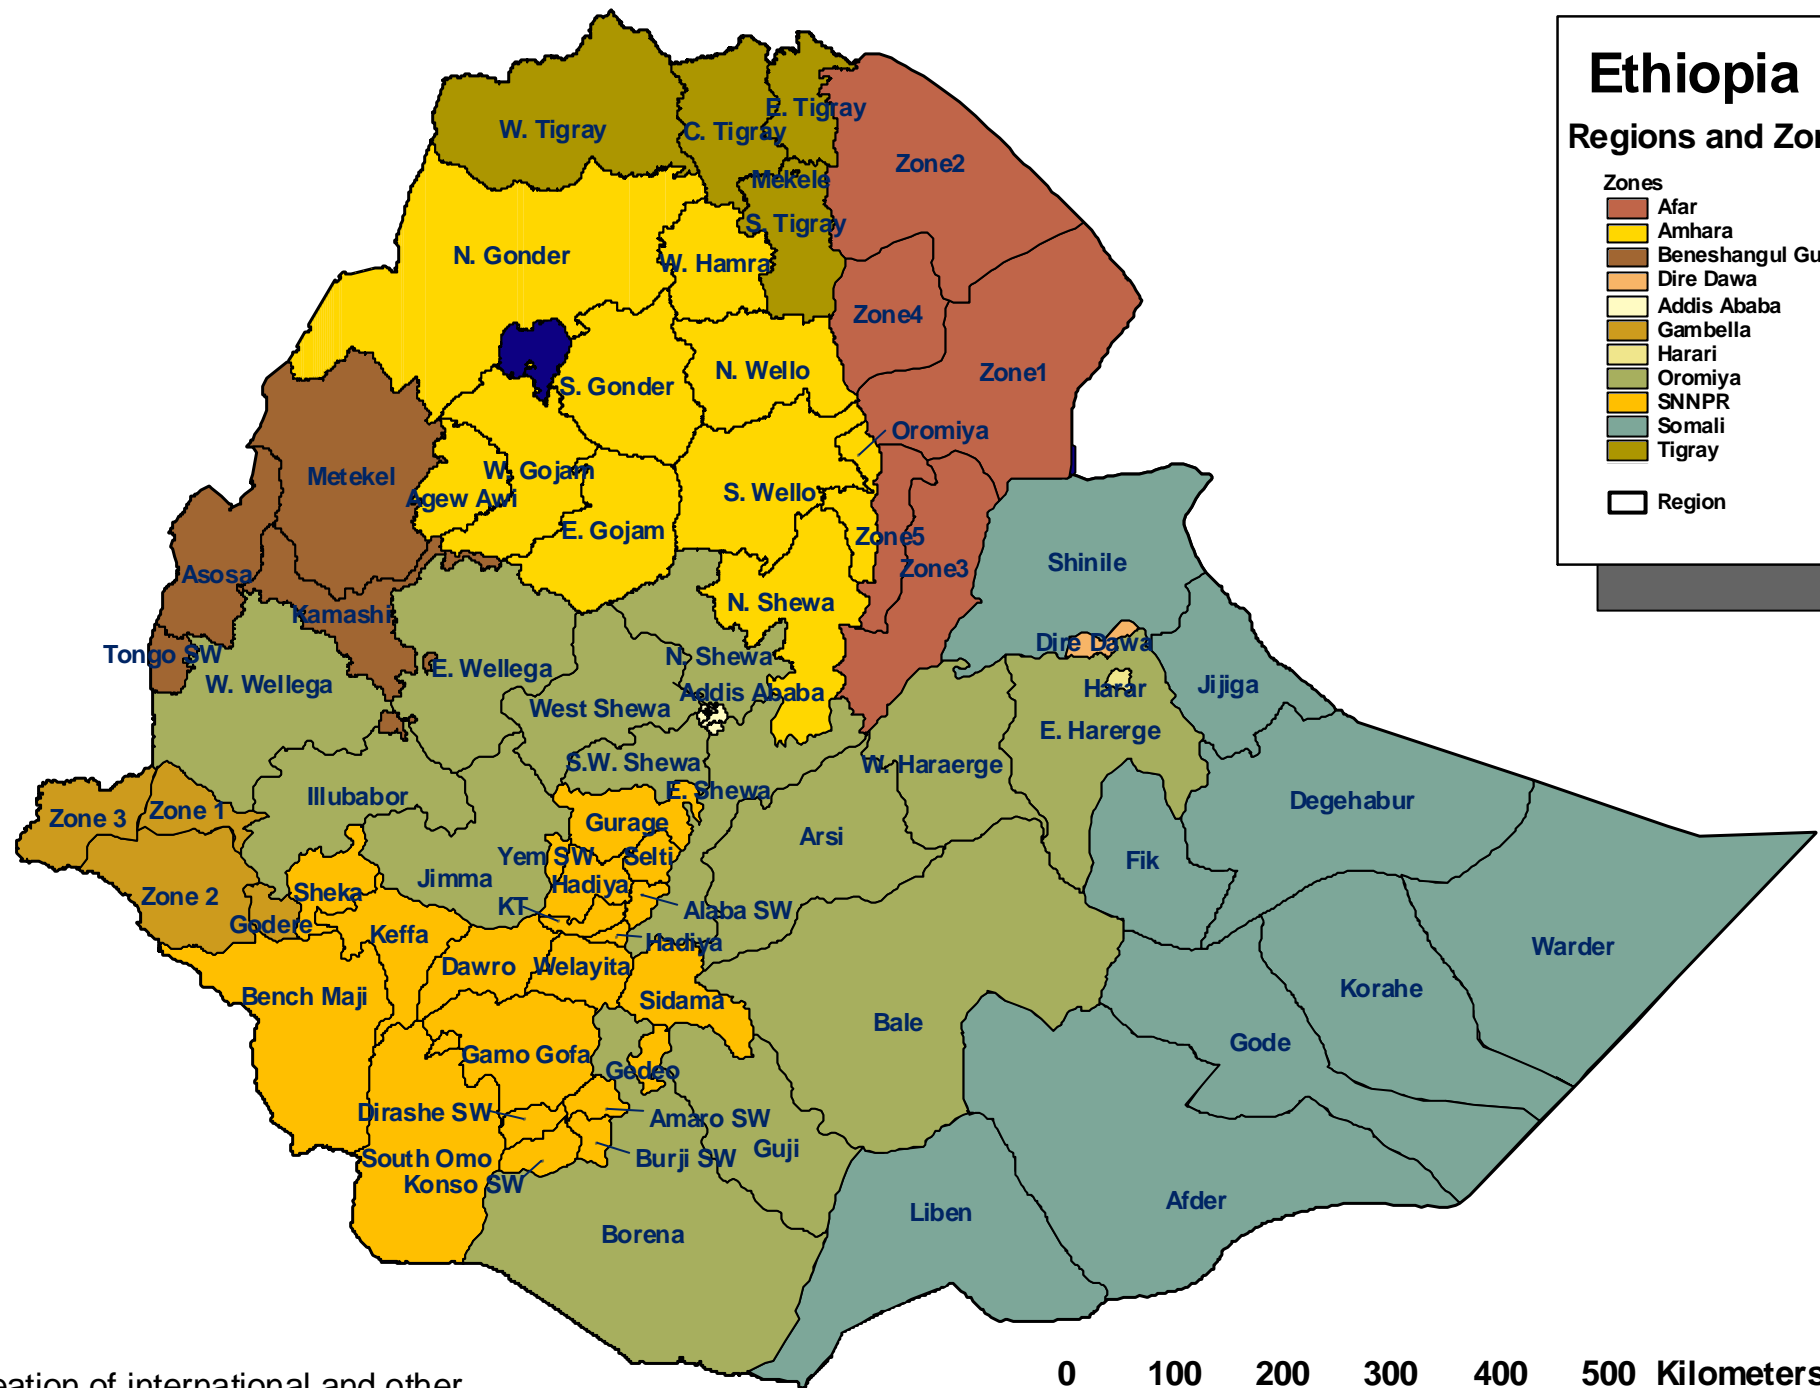 Ethiopia
Regions and Zo
Zones
Afar
Amhara
Beneshangul Gu
Dire Dawa
Addis Ababa
Gambella
Harari
Oromiya
SNNPR
Somali
Tigray
Region
W. Tigray
C. Tigray
E. Tigray
Mekele
S. Tigray
Zone2
N. Gonder
W. Hamra
Zone4
Zone1
S. Gonder
N. Wello
Oromiya
Metekel
W. Gojam
Agew Awi
S. Wello
E. Gojam
Zone5
Zone3
Shinile
Asosa
Kamashi
N. Shewa
Dire Dawa
Tongo SW
W. Wellega
E. Wellega
N. Shewa
Addis Ababa
Harar
Jijiga
West Shewa
E. Harerge
S.W. Shewa
W. Haraerge
E. Shewa
Illubabor
Degehabur
Zone 3
Zone 1
Gurage
Arsi
Yem SW
Selti
Fik
Jimma
Hadiya
Zone 2
Sheka
KT
Alaba SW
Godere
Keffa
Hadiya
Warder
Dawro
Welayita
Bench Maji
Sidama
Korahe
Bale
Gode
Gamo Gofa
Gedeo
Dirashe SW
Amaro SW
Guji
South Omo
Burji SW
Konso SW
Afder
Liben
Borena
0 100 200 300 400 500 Kilometers
eation of international and other